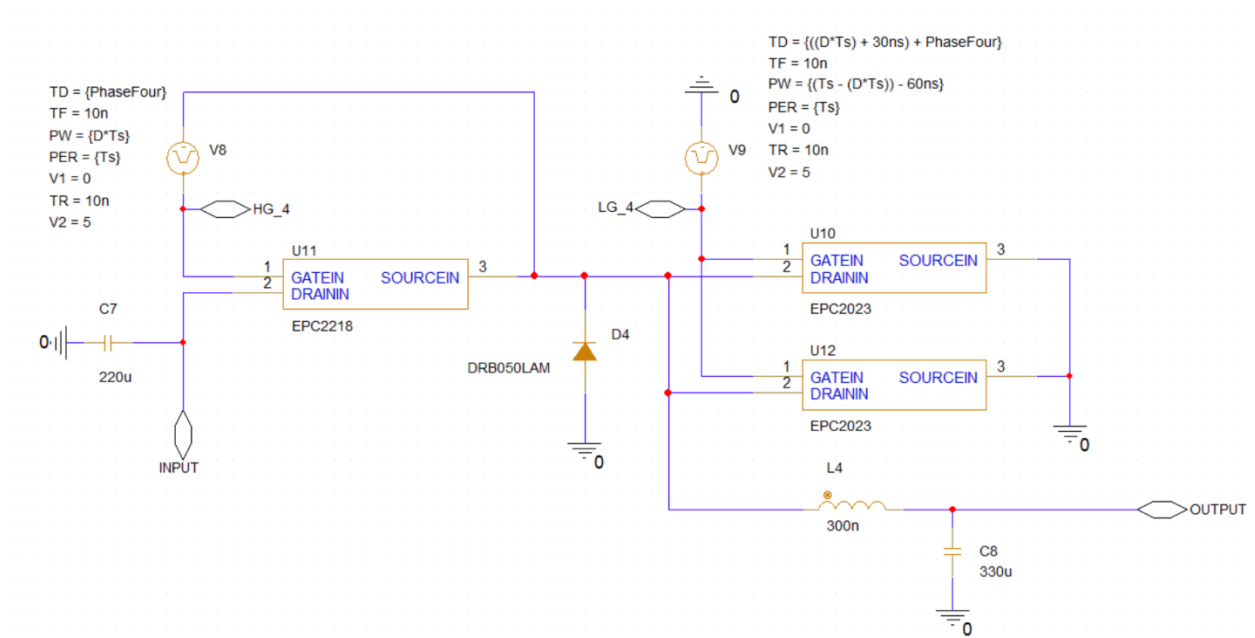 TD = {((D*Ts) + 30ns) + PhaseFour}
TF = 10n
PW = {(Ts - (D*Ts)) - 60ns}
PER = {Ts}
V1 = 0
TR = 10n
V2 = 5
0
V9
TD = {PhaseFour}
TF = 10n
PW = {D*Ts}
PER = {Ts}
V1 = 0
TR = 10n
V2 = 5
V8
HG_4
LG_4
U11
1
GATEIN
SOURCEIN
3
2
DRAININ
EPC2218
U10
1
GATEIN
SOURCEIN
3
2
DRAININ
EPC2023
C7
0
220u
INPUT
D4
DRB050LAM
0
U12
1
GATEIN
SOURCEIN
3
2
DRAININ
EPC2023
0
L4
300n
OUTPUT
C8
330u
0